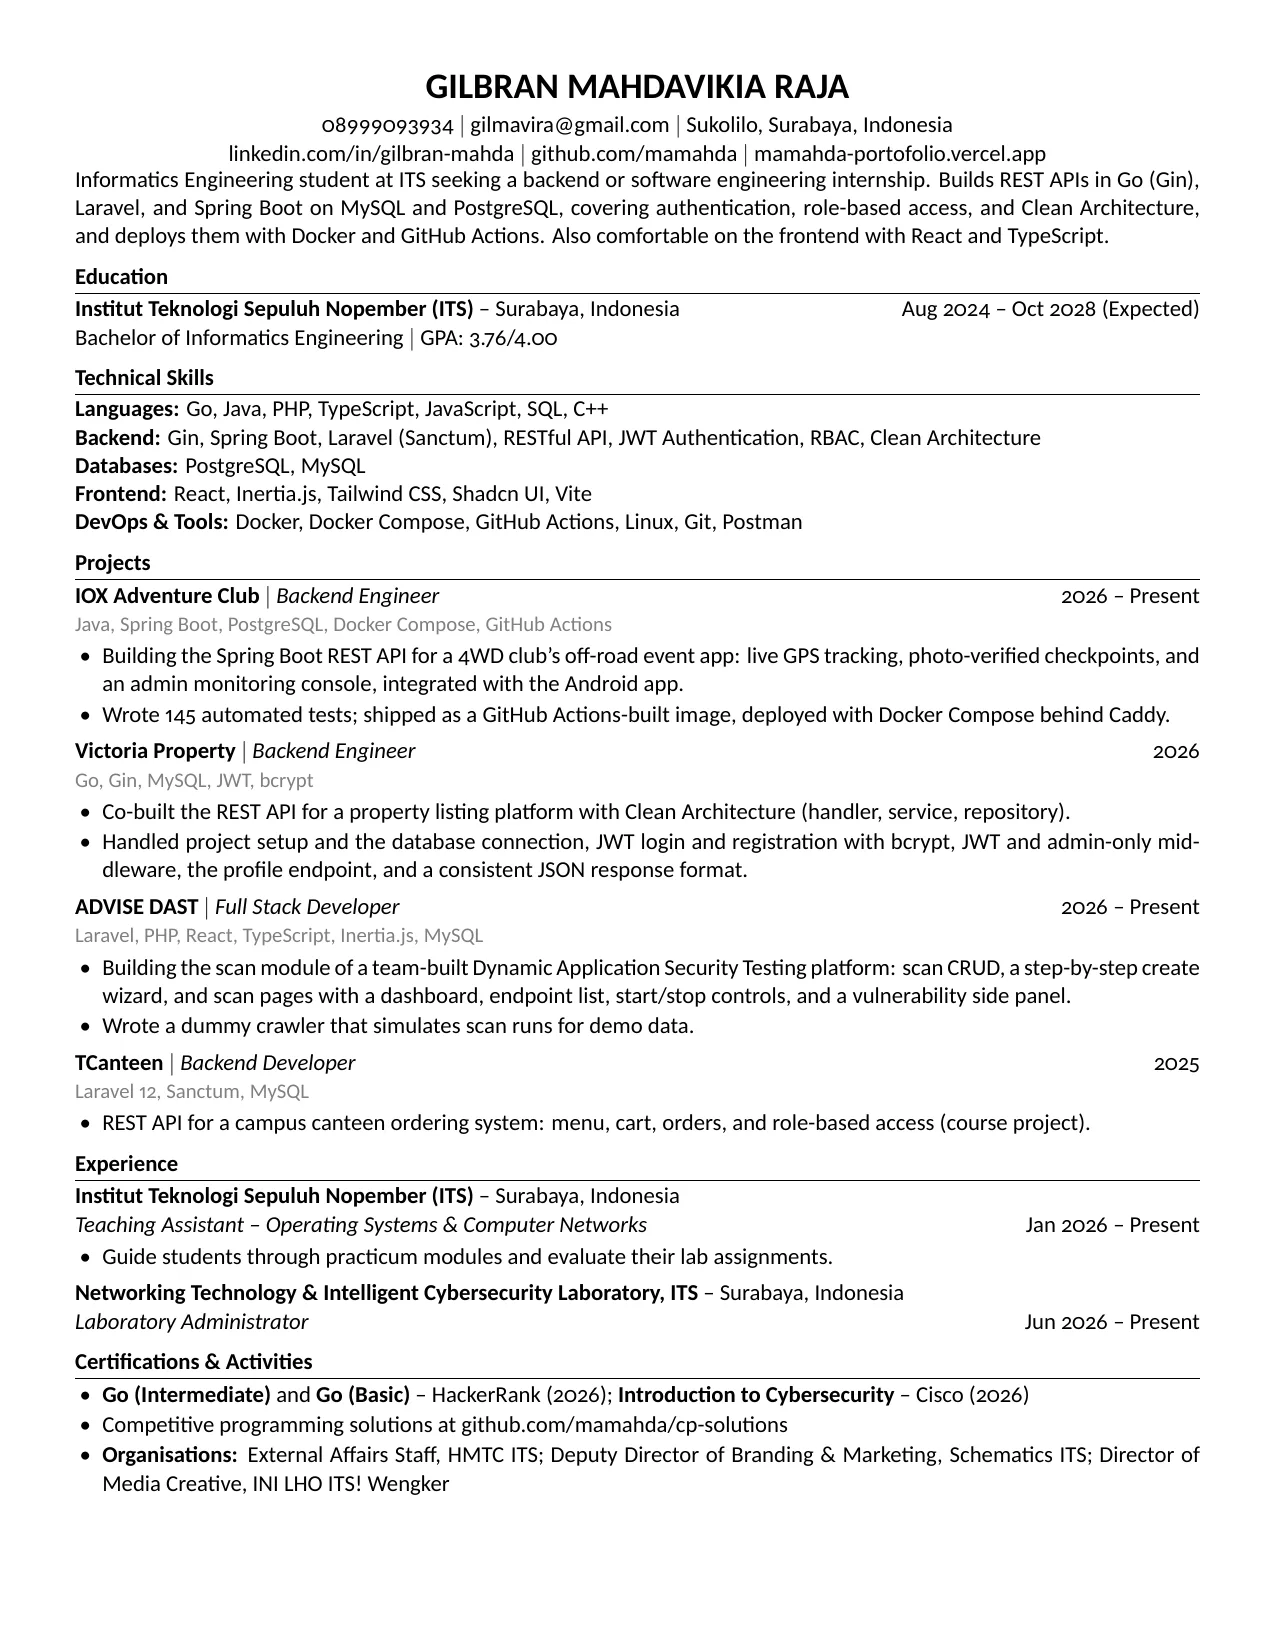 GILBRAN MAHDAVIKIA RAJA
08999093934 | gilmavira@gmail.com | Sukolilo, Surabaya, Indonesia
linkedin.com/in/gilbran-mahda | github.com/mamahda | mamahda-portofolio.vercel.app
Informatics Engineering student at ITS seeking a backend or software engineering internship. Builds REST APIs in Go (Gin),
Laravel, and Spring Boot on MySQL and PostgreSQL, covering authentication, role-based access, and Clean Architecture,
and deploys them with Docker and GitHub Actions. Also comfortable on the frontend with React and TypeScript.
Education
Institut Teknologi Sepuluh Nopember (ITS) – Surabaya, Indonesia Aug 2024 – Oct 2028 (Expected)
Bachelor of Informatics Engineering | GPA: 3.76/4.00
Technical Skills
Languages: Go, Java, PHP, TypeScript, JavaScript, SQL, C++
Backend: Gin, Spring Boot, Laravel (Sanctum), RESTful API, JWT Authentication, RBAC, Clean Architecture
Databases: PostgreSQL, MySQL
Frontend: React, Inertia.js, Tailwind CSS, Shadcn UI, Vite
DevOps & Tools: Docker, Docker Compose, GitHub Actions, Linux, Git, Postman
Projects
IOX Adventure Club | Backend Engineer 2026 – Present
Java, Spring Boot, PostgreSQL, Docker Compose, GitHub Actions
• Building the Spring Boot REST API for a 4WD club’s off-road event app: live GPS tracking, photo-verified checkpoints, and
an admin monitoring console, integrated with the Android app.
• Wrote 145 automated tests; shipped as a GitHub Actions-built image, deployed with Docker Compose behind Caddy.
Victoria Property | Backend Engineer 2026
Go, Gin, MySQL, JWT, bcrypt
• Co-built the REST API for a property listing platform with Clean Architecture (handler, service, repository).
• Handled project setup and the database connection, JWT login and registration with bcrypt, JWT and admin-only mid-
dleware, the profile endpoint, and a consistent JSON response format.
ADVISE DAST | Full Stack Developer 2026 – Present
Laravel, PHP, React, TypeScript, Inertia.js, MySQL
• Building the scan module of a team-built Dynamic Application Security Testing platform: scan CRUD, a step-by-step create
wizard, and scan pages with a dashboard, endpoint list, start/stop controls, and a vulnerability side panel.
• Wrote a dummy crawler that simulates scan runs for demo data.
TCanteen | Backend Developer 2025
Laravel 12, Sanctum, MySQL
• REST API for a campus canteen ordering system: menu, cart, orders, and role-based access (course project).
Experience
Institut Teknologi Sepuluh Nopember (ITS) – Surabaya, Indonesia
Teaching Assistant – Operating Systems & Computer Networks Jan 2026 – Present
• Guide students through practicum modules and evaluate their lab assignments.
Networking Technology & Intelligent Cybersecurity Laboratory, ITS – Surabaya, Indonesia
Laboratory Administrator Jun 2026 – Present
Certifications & Activities
• Go (Intermediate) and Go (Basic) – HackerRank (2026); Introduction to Cybersecurity – Cisco (2026)
• Competitive programming solutions at github.com/mamahda/cp-solutions
• Organisations: External Affairs Staff, HMTC ITS; Deputy Director of Branding & Marketing, Schematics ITS; Director of
Media Creative, INI LHO ITS! Wengker